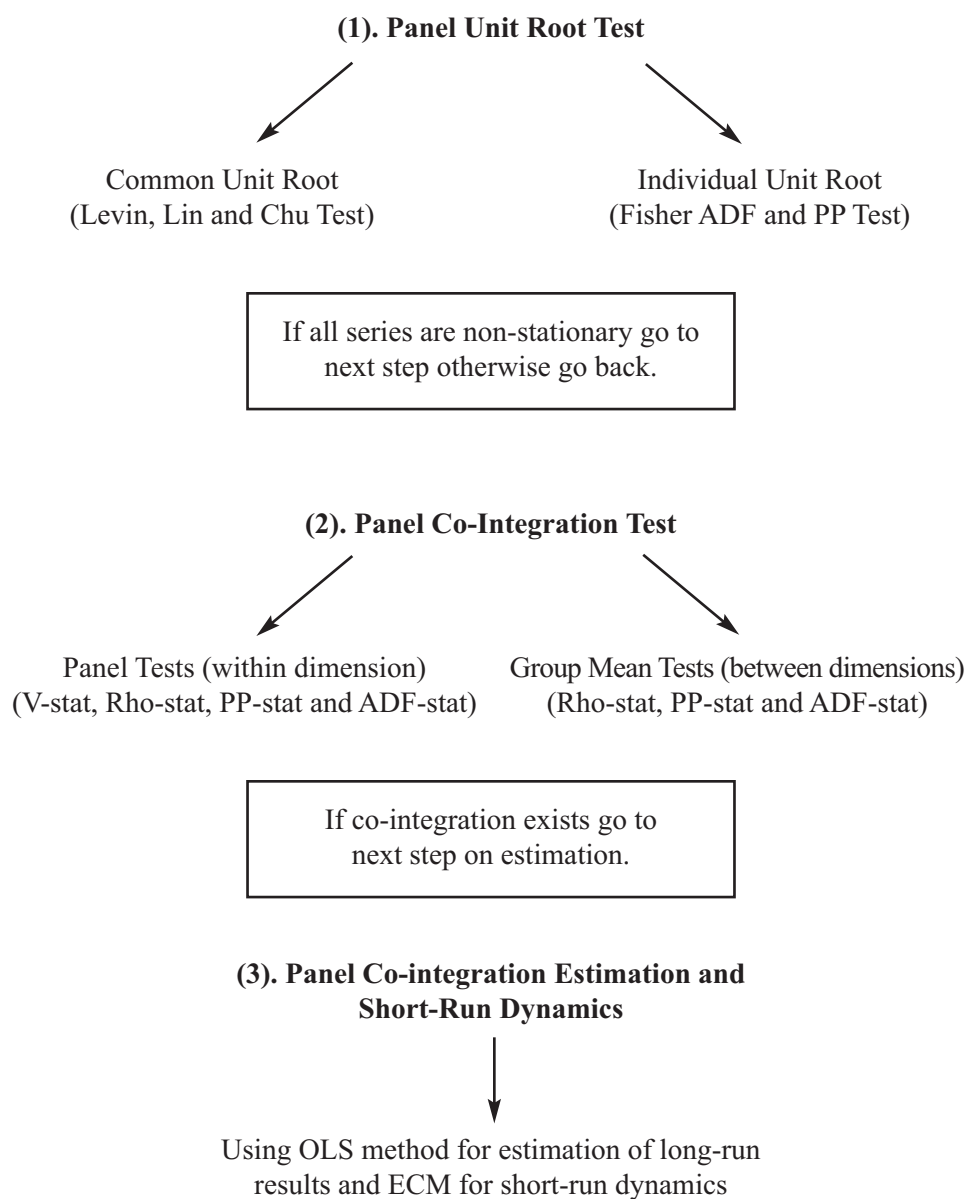 (1). Panel Unit Root Test
Common Unit Root
(Levin, Lin and Chu Test)
Individual Unit Root
(Fisher ADF and PP Test)
If all series are non-stationary go to
next step otherwise go back.
(2). Panel Co-Integration Test
Panel Tests (within dimension)
(V-stat, Rho-stat, PP-stat and ADF-stat)
Group Mean Tests (between dimensions)
(Rho-stat, PP-stat and ADF-stat)
If co-integration exists go to
next step on estimation.
(3). Panel Co-integration Estimation and
Short-Run Dynamics
Using OLS method for estimation of long-run
results and ECM for short-run dynamics